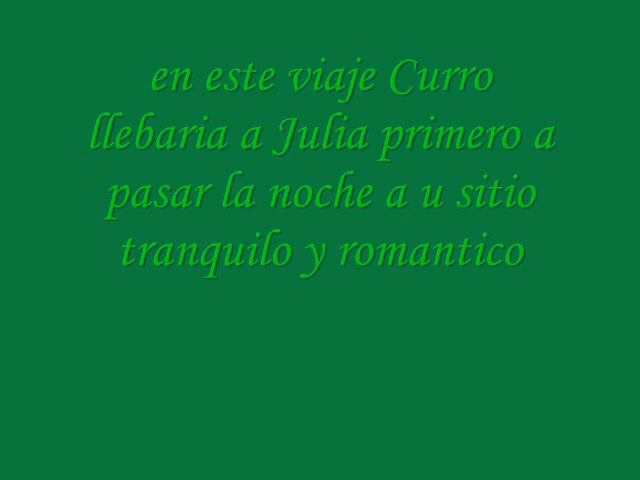 en este viaje Curro
llebaria a Julia primero a
pasar la noche a u sitio
tranquilo y romantico